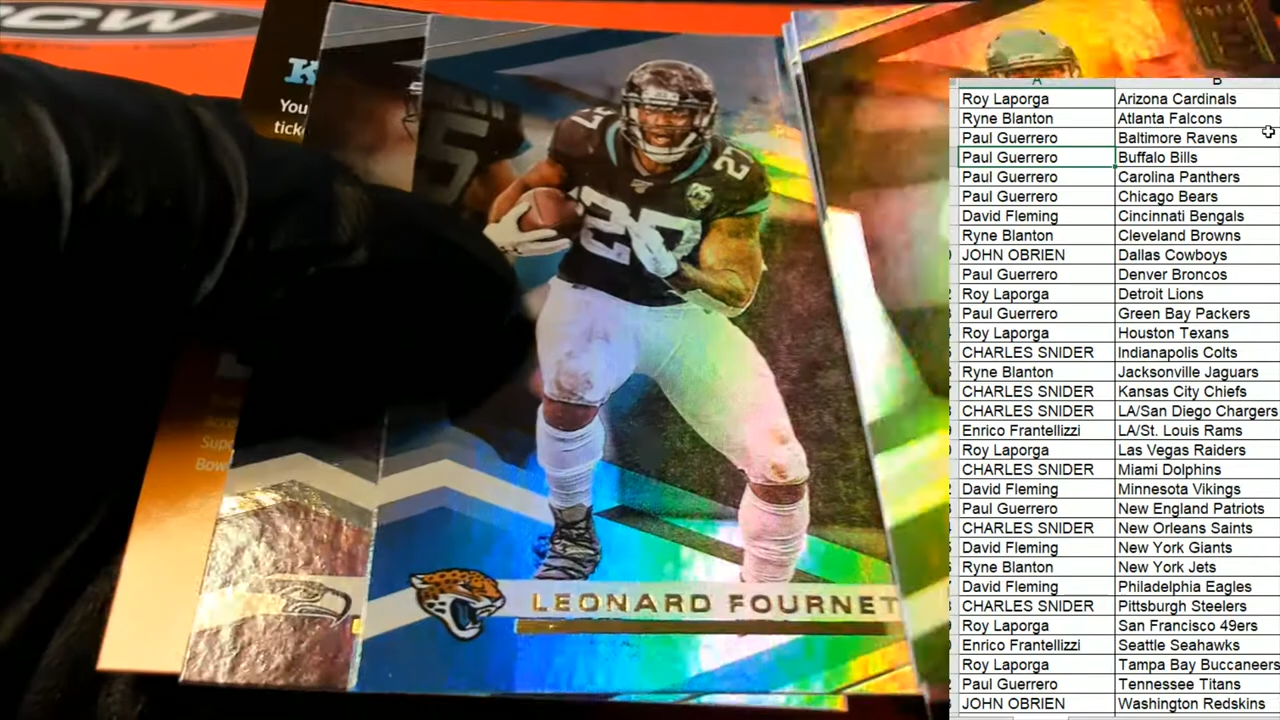 CW
K
You
tick
27
27
LEONARD FOURNET
Supp
Bow
A B
Roy Laporga Arizona Cardinals
Ryne Blanton Atlanta Falcons
Paul Guerrero Baltimore Ravens
Paul Guerrero Buffalo Bills
Paul Guerrero Carolina Panthers
Paul Guerrero Chicago Bears
David Fleming Cincinnati Bengals
Ryne Blanton Cleveland Browns
JOHN OBRIEN Dallas Cowboys
Paul Guerrero Denver Broncos
Roy Laporga Detroit Lions
Paul Guerrero Green Bay Packers
Roy Laporga Houston Texans
CHARLES SNIDER Indianapolis Colts
Ryne Blanton Jacksonville Jaguars
CHARLES SNIDER Kansas City Chiefs
CHARLES SNIDER LA/San Diego Chargers
Enrico Frantellizzi LA/St. Louis Rams
Roy Laporga Las Vegas Raiders
CHARLES SNIDER Miami Dolphins
David Fleming Minnesota Vikings
Paul Guerrero New England Patriots
CHARLES SNIDER New Orleans Saints
David Fleming New York Giants
Ryne Blanton New York Jets
David Fleming Philadelphia Eagles
CHARLES SNIDER Pittsburgh Steelers
Roy Laporga San Francisco 49ers
Enrico Frantellizzi Seattle Seahawks
Roy Laporga Tampa Bay Buccaneers
Paul Guerrero Tennessee Titans
JOHN OBRIEN Washington Redskins